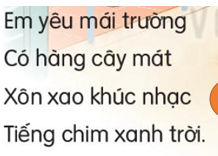 Em yêu mái trường
Có hàng cây mát
Xôn xao khúc nhạc
Tiếng chim xanh trời.